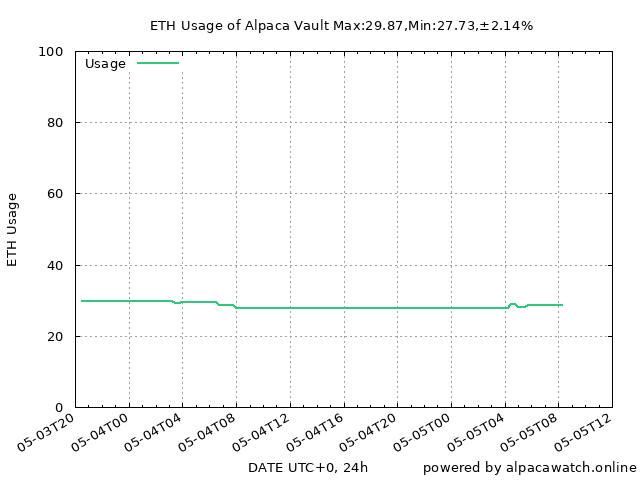 ETH Usage of Alpaca Vault Max:29.87,Min:27.73,±2.14%
100
Usage
80
60
ETH Usage
40
20
0
05-03T20
05-04T00
05-04T04
05-04T08
05-04T12
05-04T16
05-04T20
05-05T00
05-05T04
05-05T08
05-05T12
DATE UTC+0, 24h
powered by alpacawatch.online